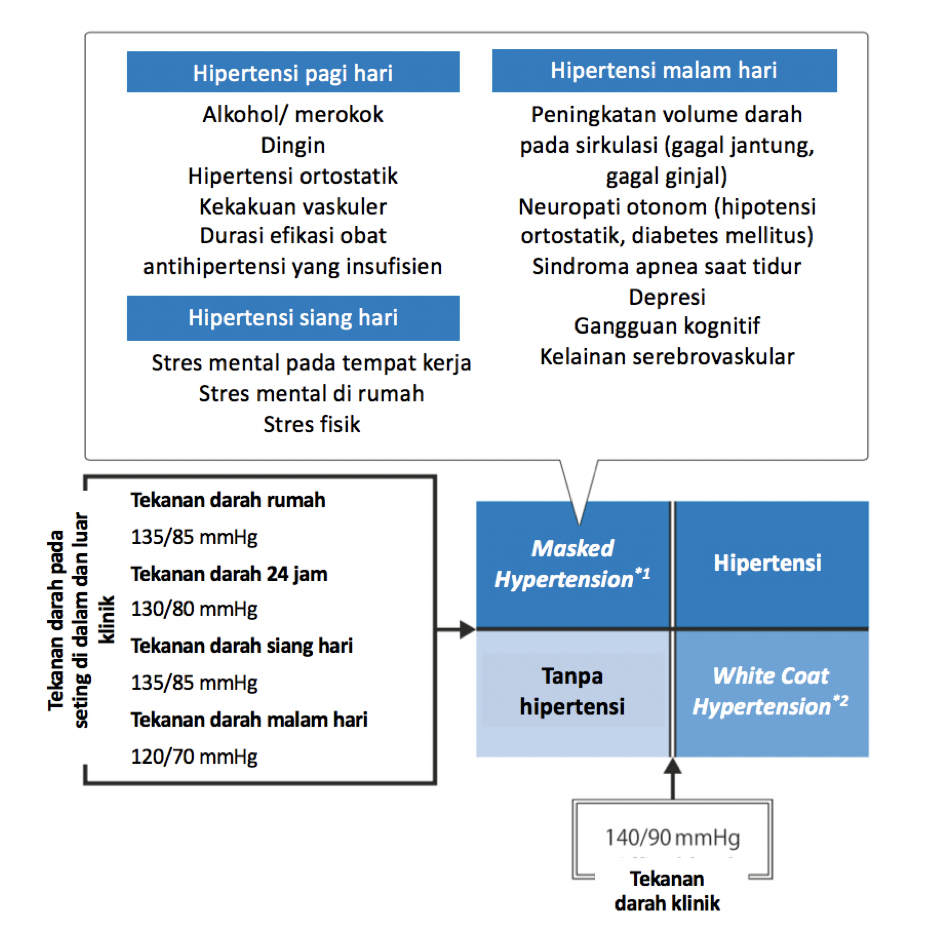 Hipertensi pagi hari
Alkohol/ merokok
Dingin
Hipertensi ortostatik
Kekakuan vaskuler
Durasi efikasi obat
antihipertensi yang insufisien
Hipertensi siang hari
Stres mental pada tempat kerja
Stres mental di rumah
Stres fisik
Hipertensi malam hari
Peningkatan volume darah
pada sirkulasi (gagal jantung,
gagal ginjal)
Neuropati otonom (hipotensi
ortostatik, diabetes mellitus)
Sindroma apnea saat tidur
Depresi
Gangguan kognitif
Kelainan serebrovaskular
Tekanan darah pada
seting di dalam dan luar
klinik
Tekanan darah rumah
135/85 mmHg
Tekanan darah 24 jam
130/80 mmHg
Tekanan darah siang hari
135/85 mmHg
Tekanan darah malam hari
120/70 mmHg
Masked
Hypertension*1
Hipertensi
Tanpa
hipertensi
White Coat
Hypertension*2
140/90 mmHg
Tekanan
darah klinik